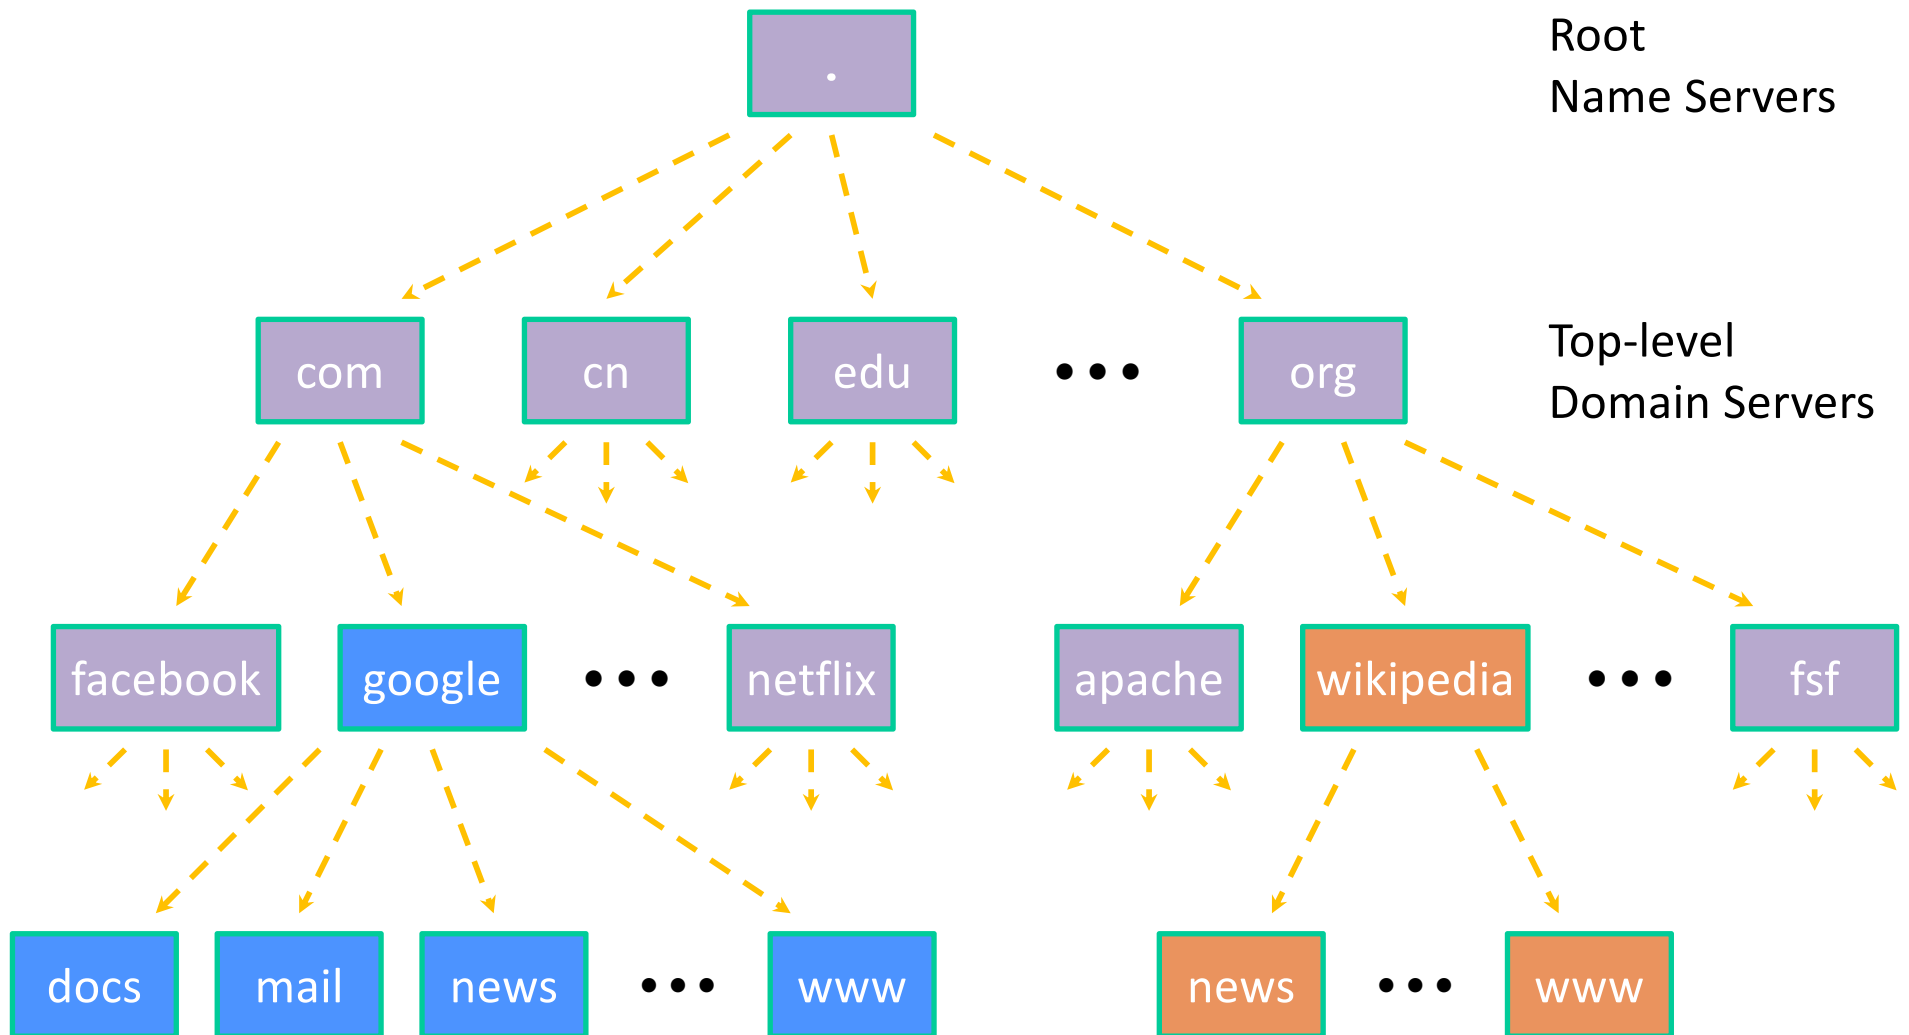 .
Root
Name Servers
com
cn
edu
•••
org
Top-level
Domain Servers
facebook
google
•••
netflix
apache
wikipedia
•••
fsf
docs
mail
news
•••
www
news
•••
www